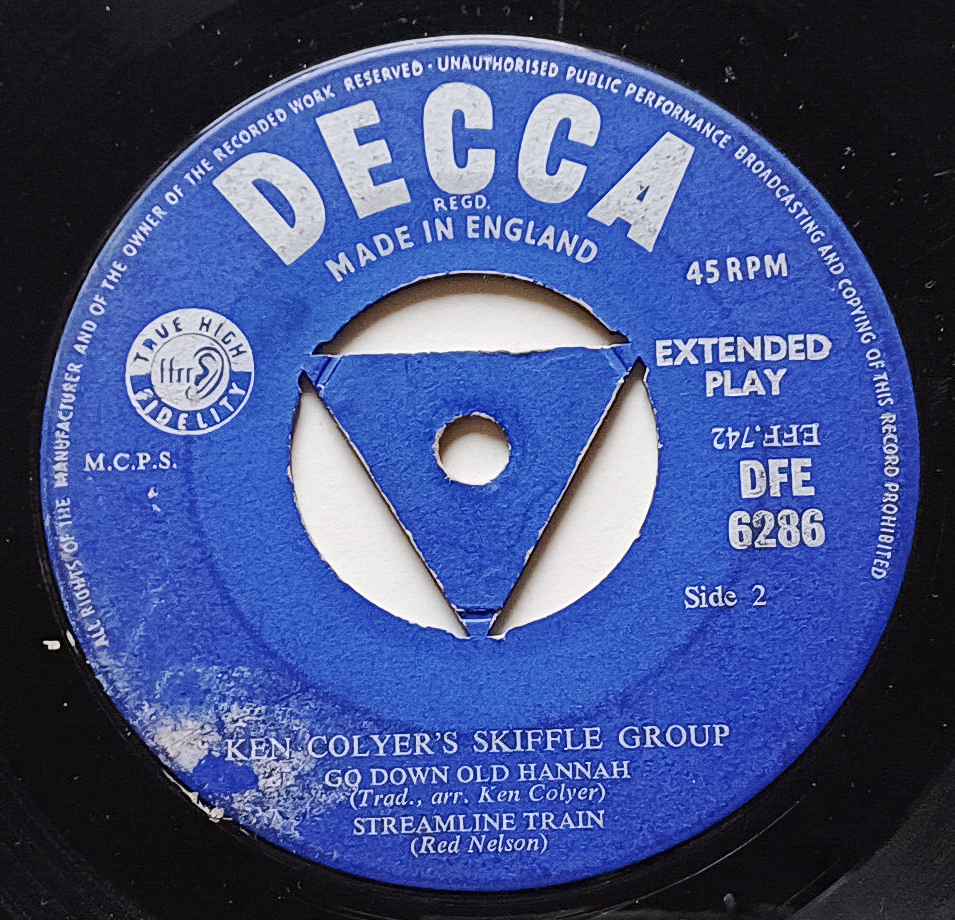 ALL RIGHTS OF THE MANUFACTURER AND OF THE OWNER OF THE RECORDED WORK RESERVED · UNAUTHORISED PUBLIC PERFORMANCE BROADCASTING AND COPYING OF THIS RECORD PROHIBITED
DECCA
REGD.
MADE IN ENGLAND
45 RPM
TRUE HIGH
ffrr
FIDELITY
EXTENDED
PLAY
M.C.P.S.
EFF.742
DFE
6286
Side 2
KEN COLYER'S SKIFFLE GROUP
GO DOWN OLD HANNAH
(Trad., arr. Ken Colyer)
STREAMLINE TRAIN
(Red Nelson)